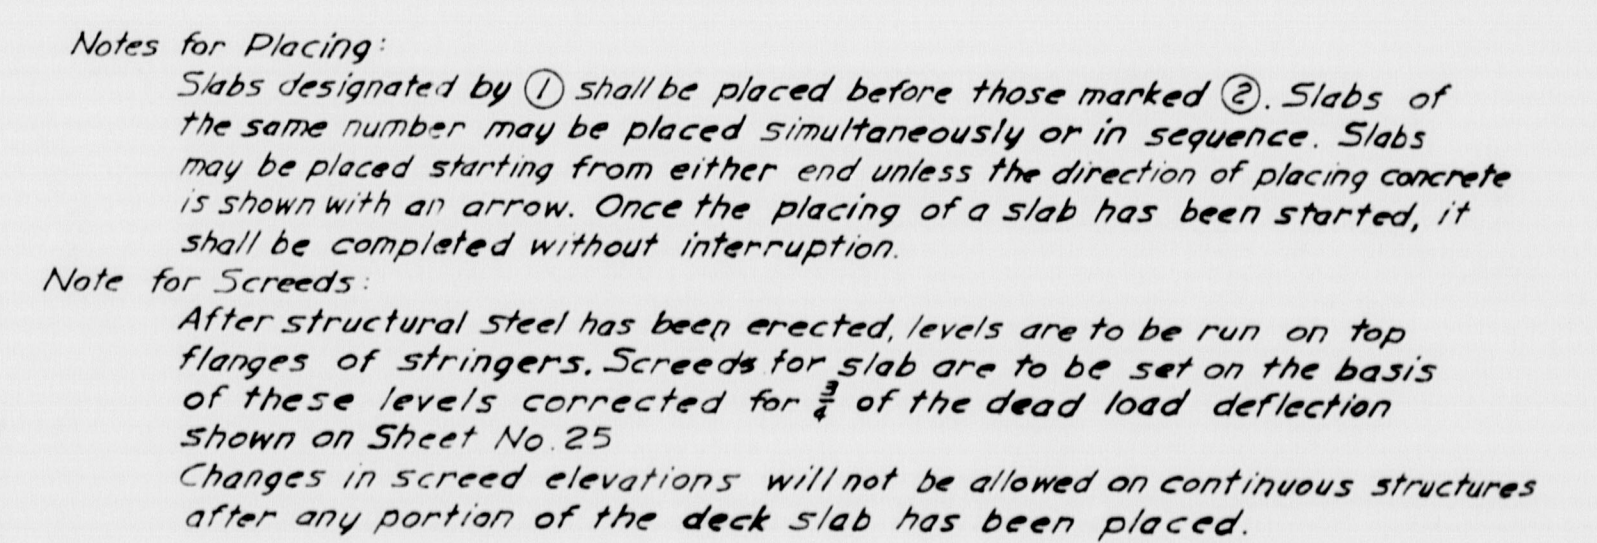 Notes for Placing:
Slabs designated by ① shall be placed before those marked ②. Slabs of
the same number may be placed simultaneously or in sequence. Slabs
may be placed starting from either end unless the direction of placing concrete
is shown with an arrow. Once the placing of a slab has been started, it
shall be completed without interruption.
Note for Screeds:
After structural steel has been erected, levels are to be run on top
flanges of stringers. Screeds for slab are to be set on the basis
of these levels corrected for 3/4 of the dead load deflection
shown on Sheet No. 25
Changes in screed elevations will not be allowed on continuous structures
after any portion of the deck slab has been placed.